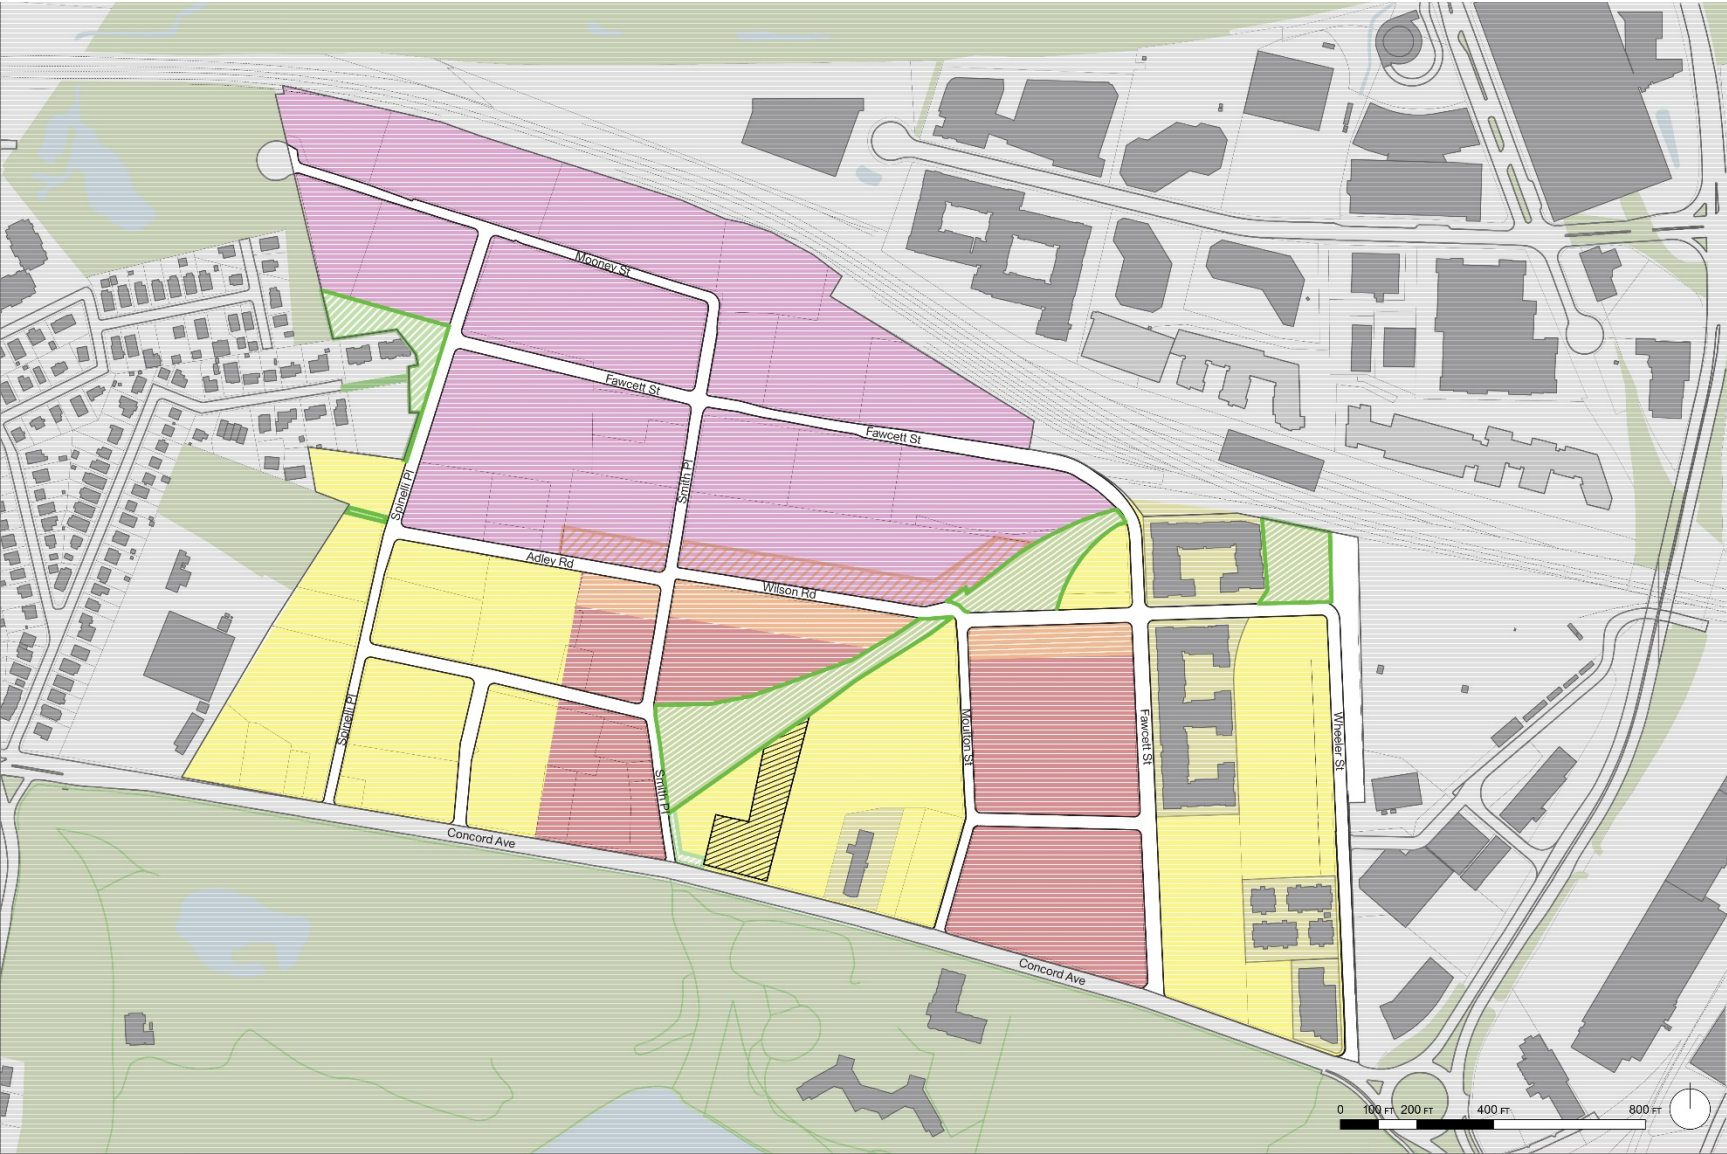 Mooney St
Fawcett St
Fawcett St
Smith Pl
Spinelli Pl
Adley Rd
Wilson Rd
Spinelli Pl
Smith Pl
Moulton St
Fawcett St
Wheeler St
Concord Ave
Concord Ave
0 100 FT 200 FT 400 FT 800 FT